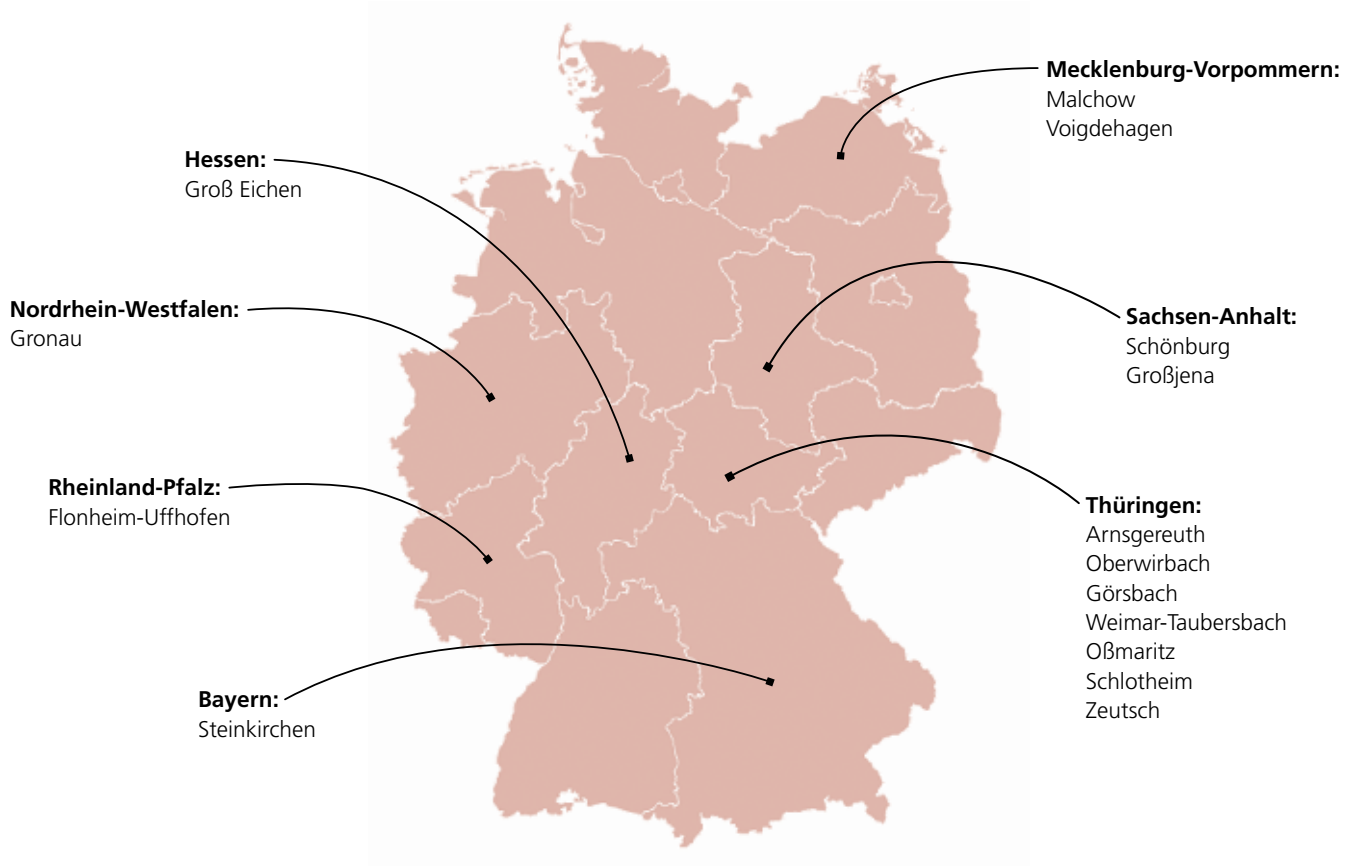 Mecklenburg-Vorpommern:
Malchow
Voigdehagen
Hessen:
Groß Eichen
Nordrhein-Westfalen:
Gronau
Sachsen-Anhalt:
Schönburg
Großjena
Rheinland-Pfalz:
Flonheim-Uffhofen
Thüringen:
Arnsgereuth
Oberwirbach
Görsbach
Weimar-Taubersbach
Oßmaritz
Schlotheim
Zeutsch
Bayern:
Steinkirchen